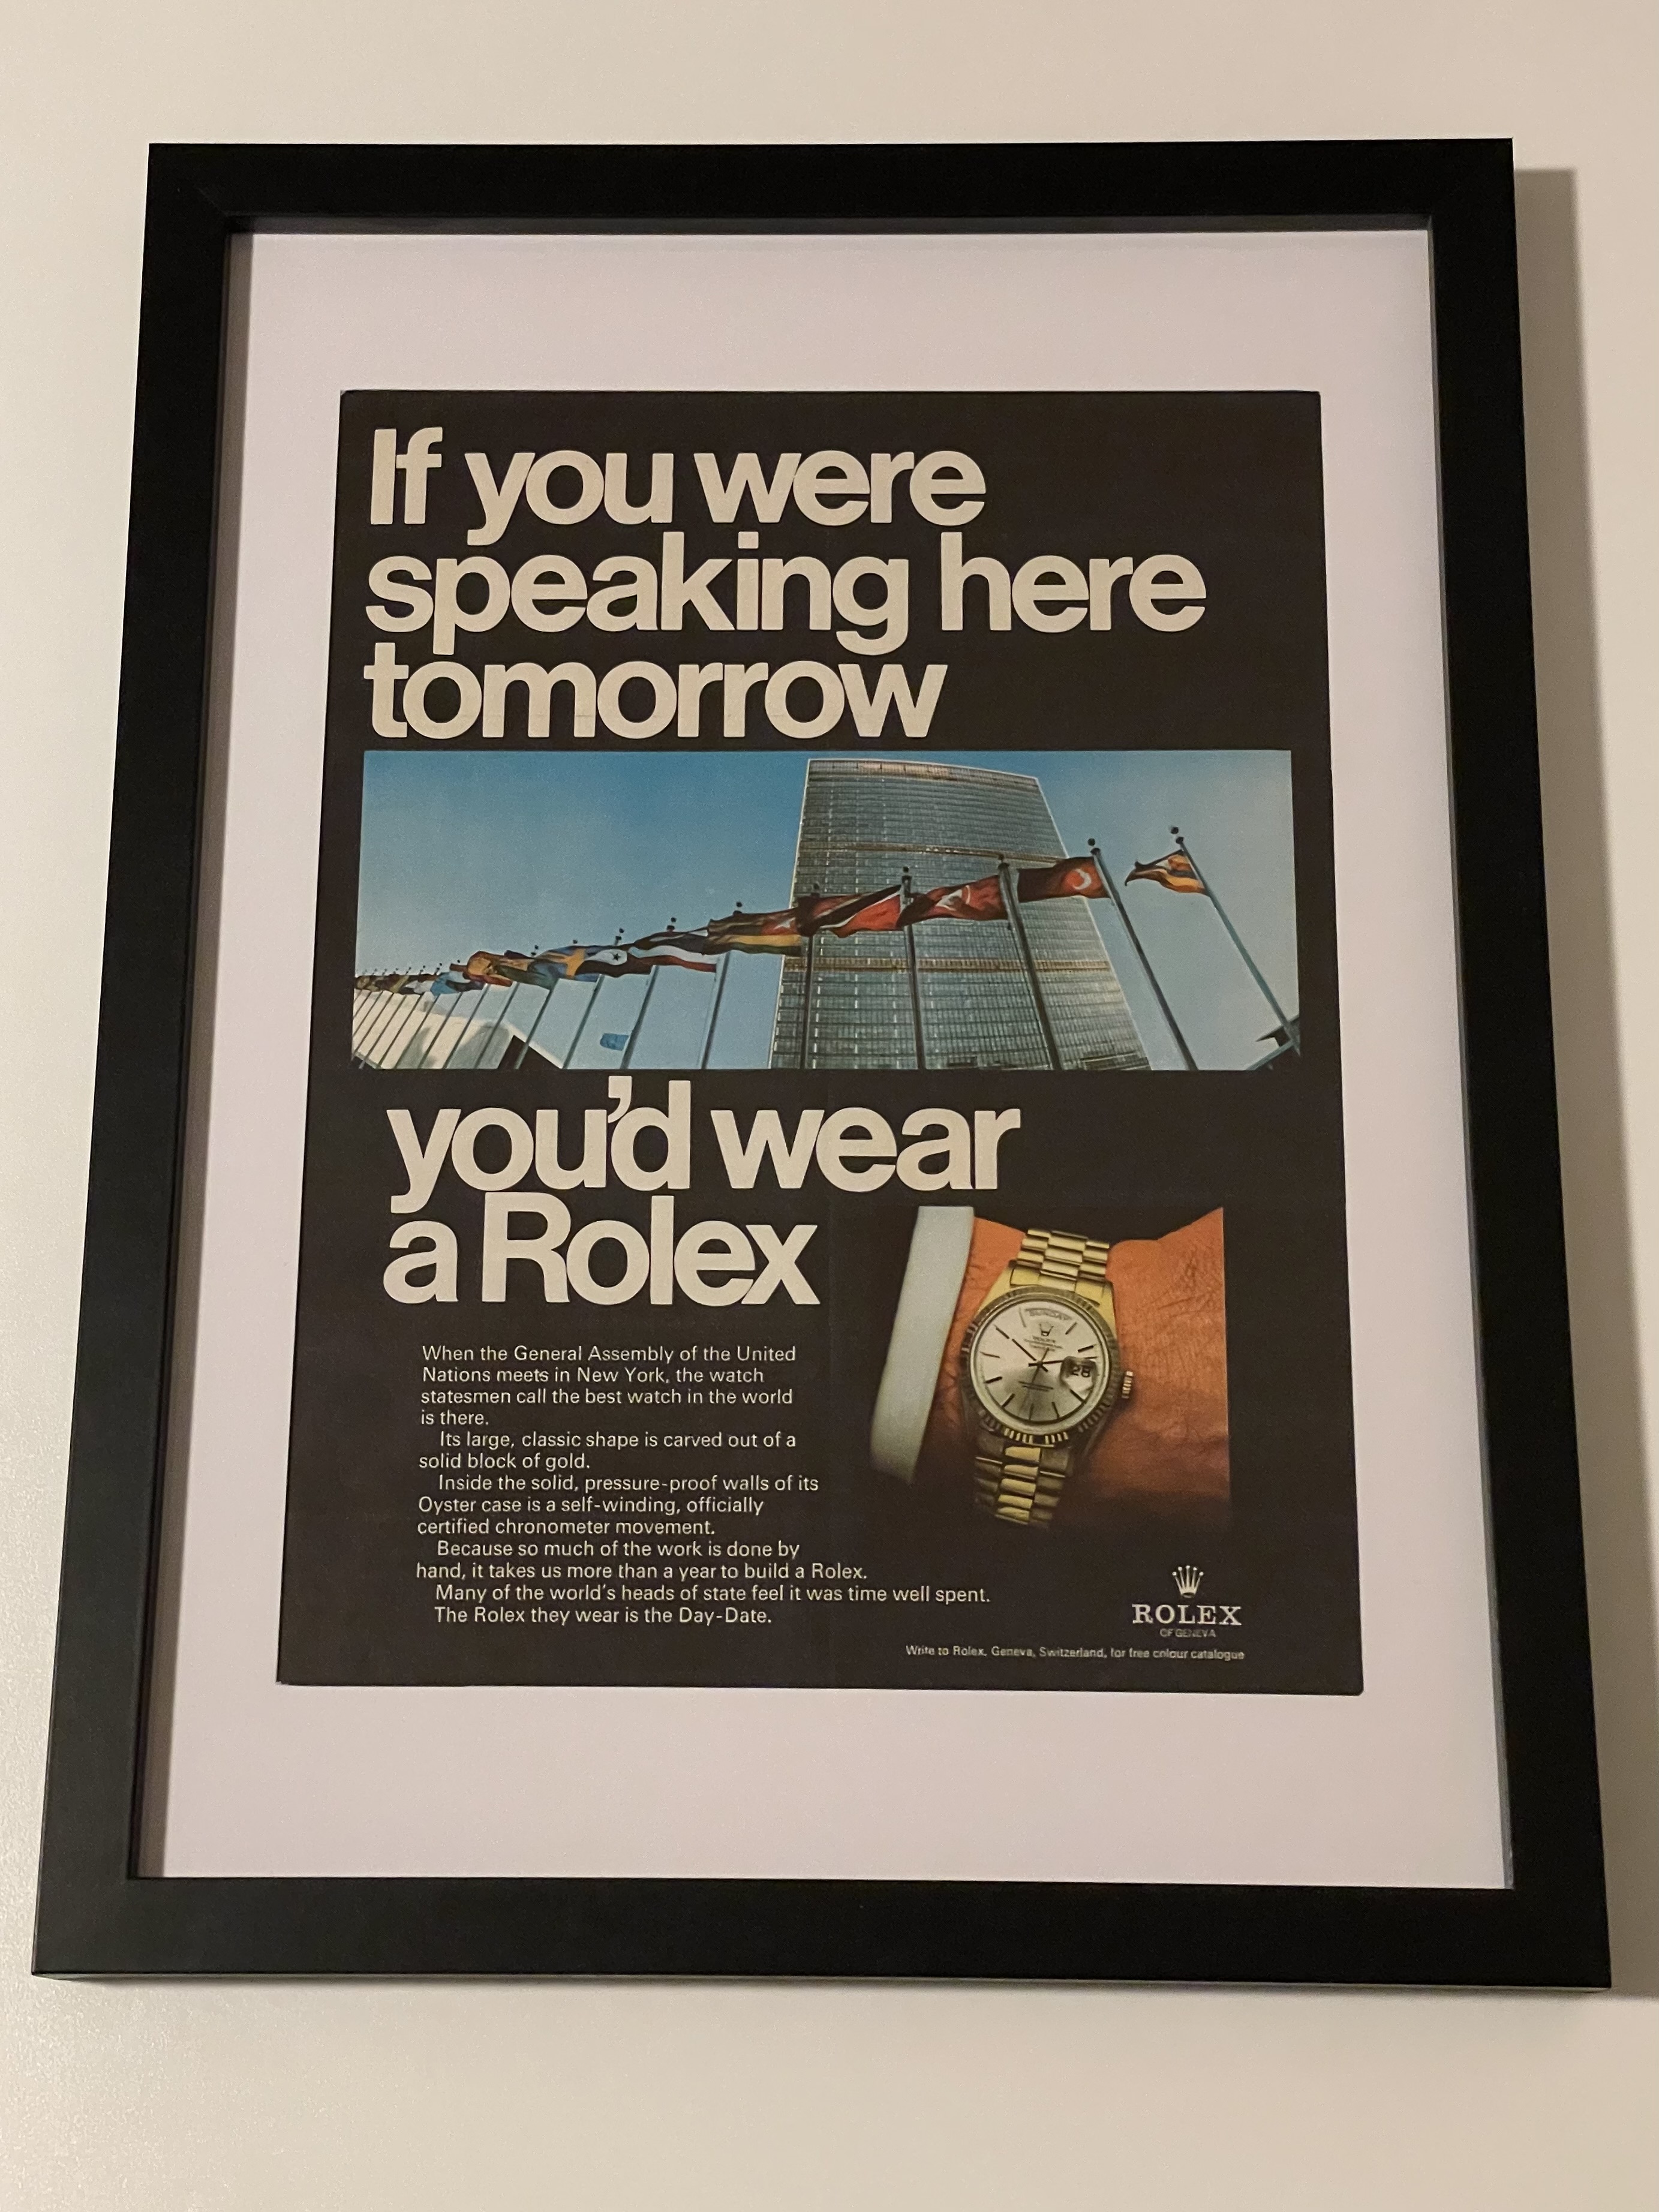 If you were
speaking here
tomorrow
you'd wear
a Rolex
When the General Assembly of the United
Nations meets in New York, the watch
statesmen call the best watch in the world
is there.
Its large, classic shape is carved out of a
solid block of gold.
Inside the solid, pressure-proof walls of its
Oyster case is a self-winding, officially
certified chronometer movement.
Because so much of the work is done by
hand, it takes us more than a year to build a Rolex.
Many of the world's heads of state feel it was time well spent.
The Rolex they wear is the Day-Date.
28
ROLEX
OF GENEVA
Write to Rolex, Geneva, Switzerland, for free colour catalogue